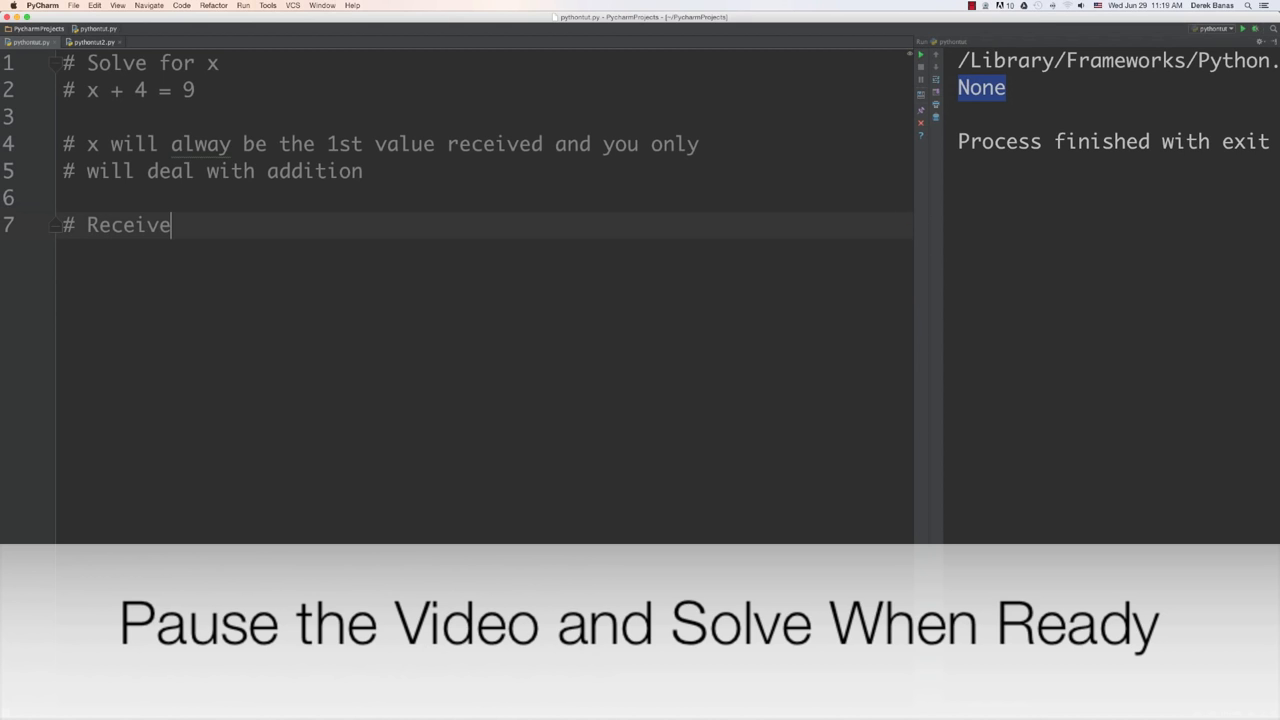 PyCharm File Edit View Navigate Code Refactor Run Tools VCS Window Help 10 Wed Jun 29 11:19 AM Derek Banas
pythontut.py - PycharmProjects - [~/PycharmProjects]
PycharmProjects pythontut.py pythontut
pythontut.py pythontut2.py Run pythontut
1 # Solve for x
2 # x + 4 = 9
3
4 # x will alway be the 1st value received and you only
5 # will deal with addition
6
7 # Receive
/Library/Frameworks/Python.
None
Process finished with exit
Pause the Video and Solve When Ready